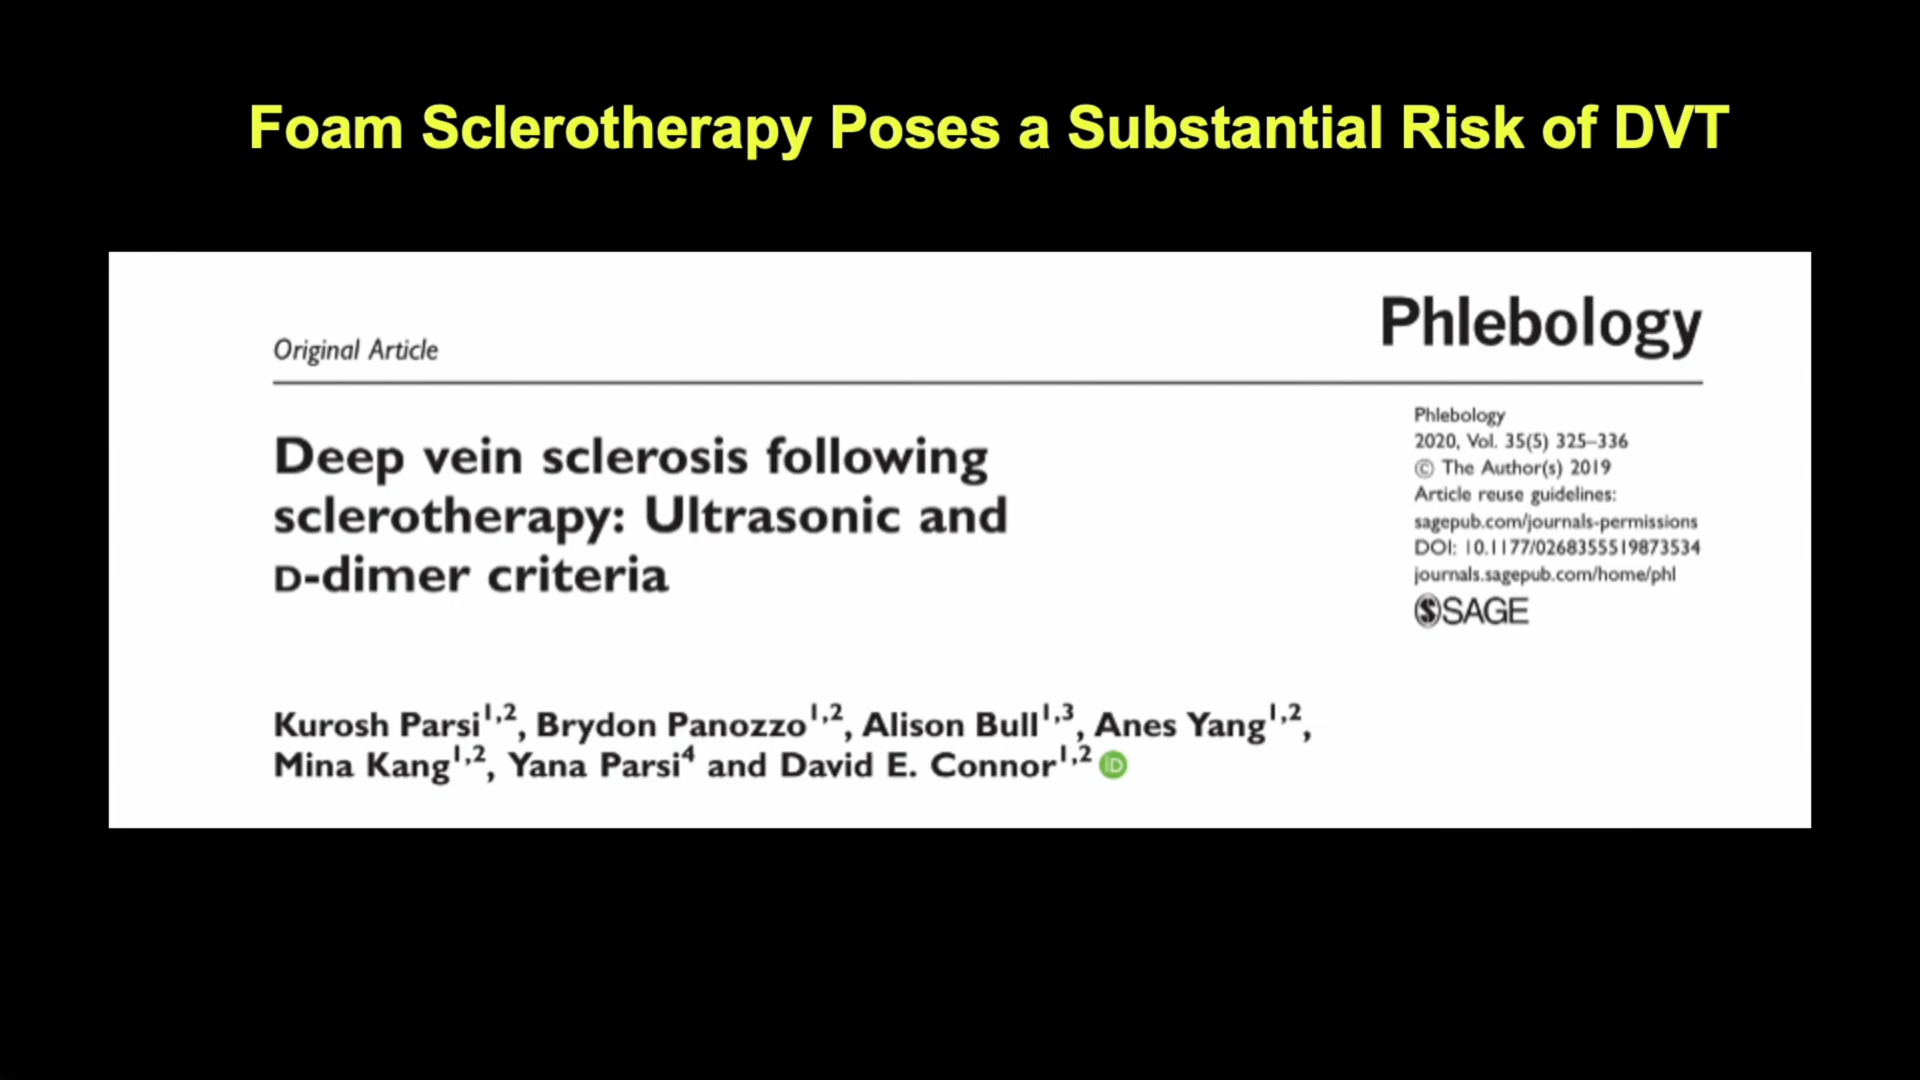 Foam Sclerotherapy Poses a Substantial Risk of DVT
Original Article
Phlebology
Deep vein sclerosis following
sclerotherapy: Ultrasonic and
D-dimer criteria
Phlebology
2020, Vol. 35(5) 325–336
© The Author(s) 2019
Article reuse guidelines:
sagepub.com/journals-permissions
DOI: 10.1177/0268355519873534
journals.sagepub.com/home/phl
SAGE
Kurosh Parsi1,2, Brydon Panozzo1,2, Alison Bull1,3, Anes Yang1,2,
Mina Kang1,2, Yana Parsi4 and David E. Connor1,2 iD